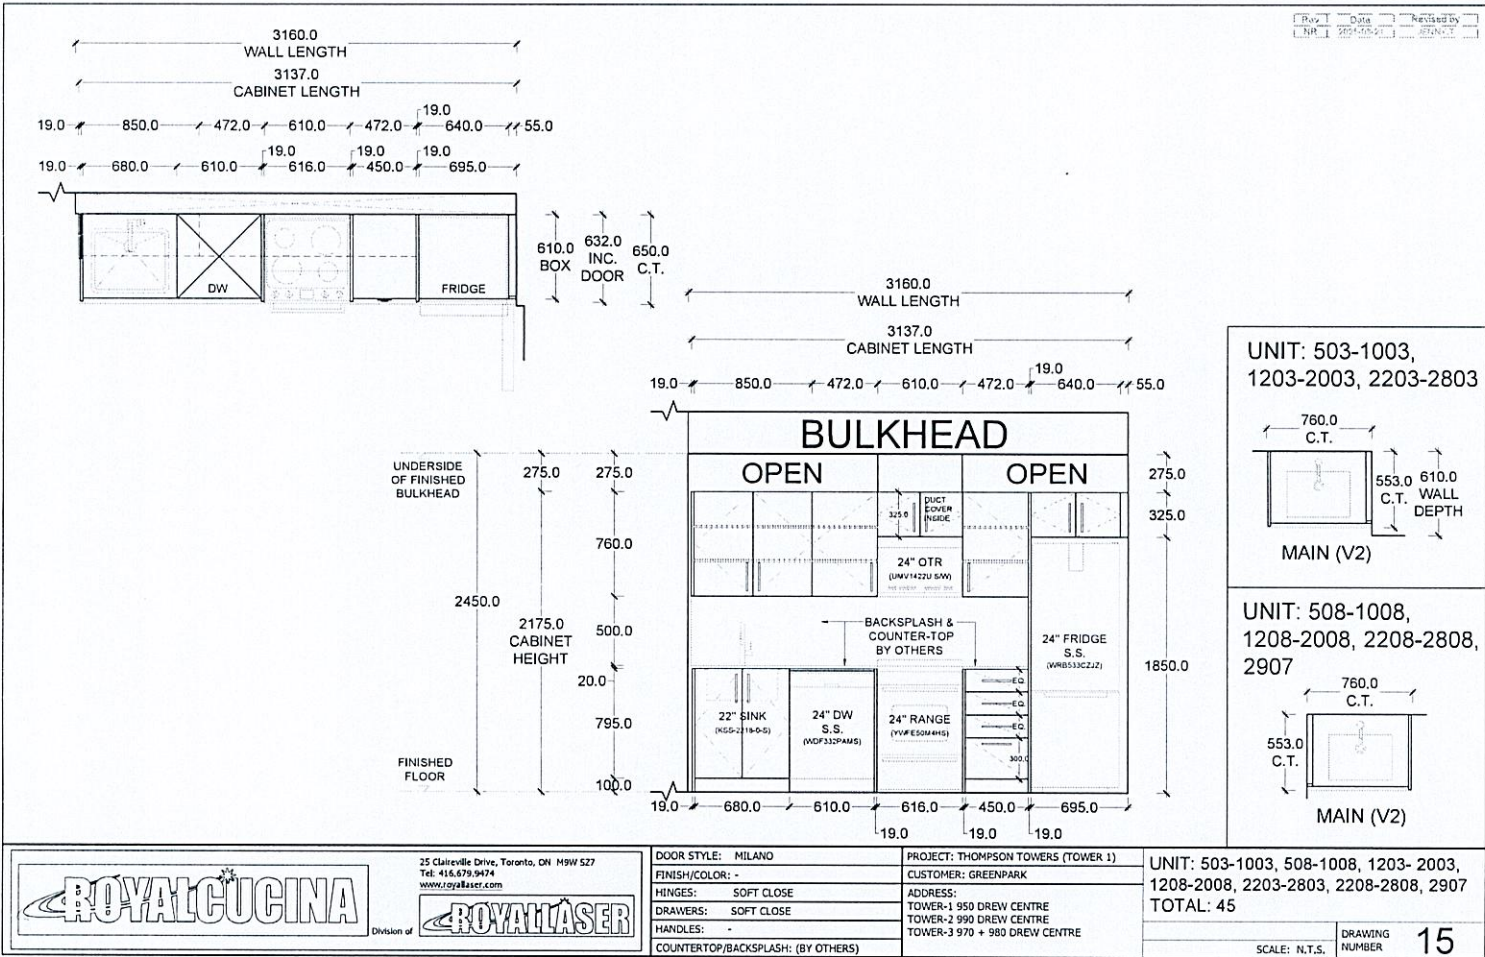 Rev Date Revised by
NR
3160.0
WALL LENGTH
3137.0
CABINET LENGTH
19.0
19.0 850.0 472.0 610.0 472.0 640.0 55.0
19.0 19.0 19.0
19.0 680.0 610.0 616.0 450.0 695.0
DW
FRIDGE
610.0
BOX
632.0
INC.
DOOR
650.0
C.T.
3160.0
WALL LENGTH
3137.0
CABINET LENGTH
19.0
19.0 850.0 472.0 610.0 472.0 640.0 55.0
BULKHEAD
OPEN OPEN
UNDERSIDE
OF FINISHED
BULKHEAD
275.0 275.0
760.0
2450.0
2175.0
CABINET
HEIGHT
500.0
20.0
795.0
100.0
FINISHED
FLOOR
325.0
DUCT
COVER
INSIDE
24" OTR
(UMV1422U S/W)
BACKSPLASH &
COUNTER-TOP
BY OTHERS
24" FRIDGE
S.S.
(WRB533CZJZ)
275.0
325.0
1850.0
22" SINK
(KSS-2218-0-S)
24" DW
S.S.
(WDF332PAMS)
24" RANGE
(YWFE50M4HS)
EQ.
EQ.
EQ.
300.0
19.0 680.0 610.0 616.0 450.0 695.0
19.0 19.0 19.0
UNIT: 503-1003,
1203-2003, 2203-2803
760.0
C.T.
553.0
C.T.
610.0
WALL
DEPTH
MAIN (V2)
UNIT: 508-1008,
1208-2008, 2208-2808,
2907
760.0
C.T.
553.0
C.T.
MAIN (V2)
ROYALCUCINA
25 Claireville Drive, Toronto, ON M9W 5Z7
Tel: 416.679.9474
www.royallaser.com
Division of
ROYALLASER
DOOR STYLE: MILANO
FINISH/COLOR: -
HINGES: SOFT CLOSE
DRAWERS: SOFT CLOSE
HANDLES: -
COUNTERTOP/BACKSPLASH: (BY OTHERS)
PROJECT: THOMPSON TOWERS (TOWER 1)
CUSTOMER: GREENPARK
ADDRESS:
TOWER-1 950 DREW CENTRE
TOWER-2 990 DREW CENTRE
TOWER-3 970 + 980 DREW CENTRE
UNIT: 503-1003, 508-1008, 1203- 2003,
1208-2008, 2203-2803, 2208-2808, 2907
TOTAL: 45
SCALE: N.T.S.
DRAWING
NUMBER
15